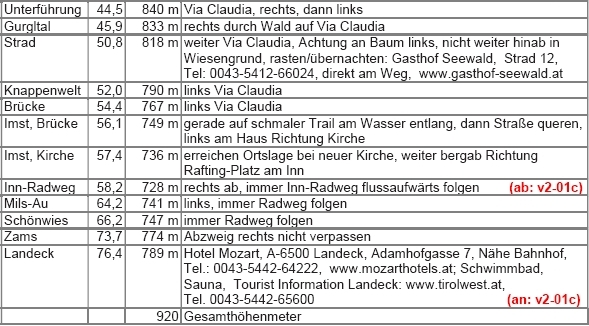 Unterführung 44,5 840 m Via Claudia, rechts, dann links
Gurgltal 45,9 833 m rechts durch Wald auf Via Claudia
Strad 50,8 818 m weiter Via Claudia, Achtung an Baum links, nicht weiter hinab in
Wiesengrund, rasten/übernachten: Gasthof Seewald, Strad 12,
Tel: 0043-5412-66024, direkt am Weg, www.gasthof-seewald.at
Knappenwelt 52,0 790 m links Via Claudia
Brücke 54,4 767 m links Via Claudia
Imst, Brücke 56,1 749 m gerade auf schmaler Trail am Wasser entlang, dann Straße queren,
links am Haus Richtung Kirche
Imst, Kirche 57,4 736 m erreichen Ortslage bei neuer Kirche, weiter bergab Richtung
Rafting-Platz am Inn
Inn-Radweg 58,2 728 m rechts ab, immer Inn-Radweg flussaufwärts folgen (ab: v2-01c)
Mils-Au 64,2 741 m links, immer Radweg folgen
Schönwies 66,2 747 m immer Radweg folgen
Zams 73,7 774 m Abzweig rechts nicht verpassen
Landeck 76,4 789 m Hotel Mozart, A-6500 Landeck, Adamhofgasse 7, Nähe Bahnhof,
Tel.: 0043-5442-64222, www.mozarthotels.at; Schwimmbad,
Sauna, Tourist Information Landeck: www.tirolwest.at,
Tel. 0043-5442-65600 (an: v2-01c)
920 Gesamthöhenmeter